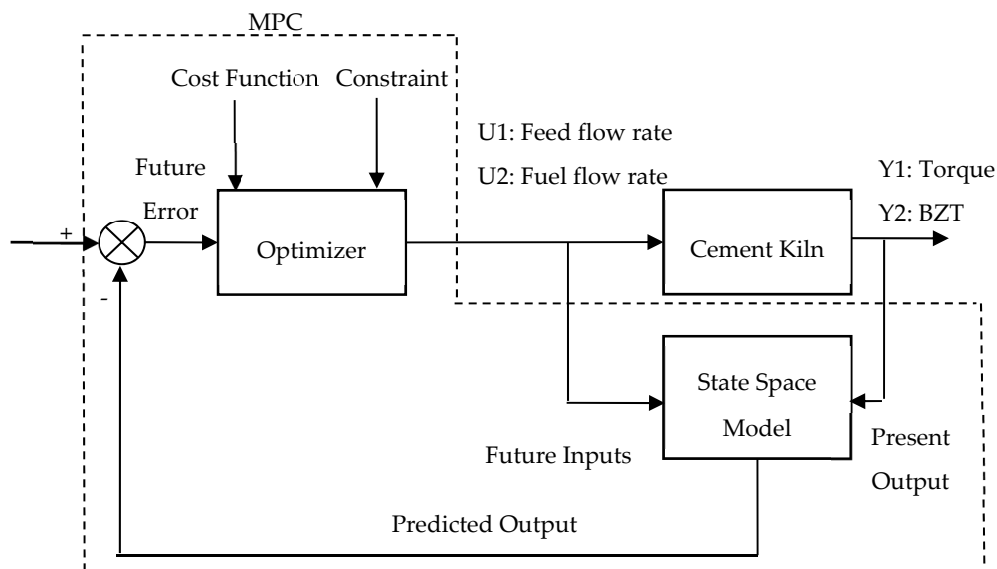 MPC
Cost Function
Constraint
U1: Feed flow rate
U2: Fuel flow rate
Y1: Torque
Y2: BZT
Future
Error
+
-
Optimizer
Cement Kiln
State Space
Model
Future Inputs
Present
Output
Predicted Output